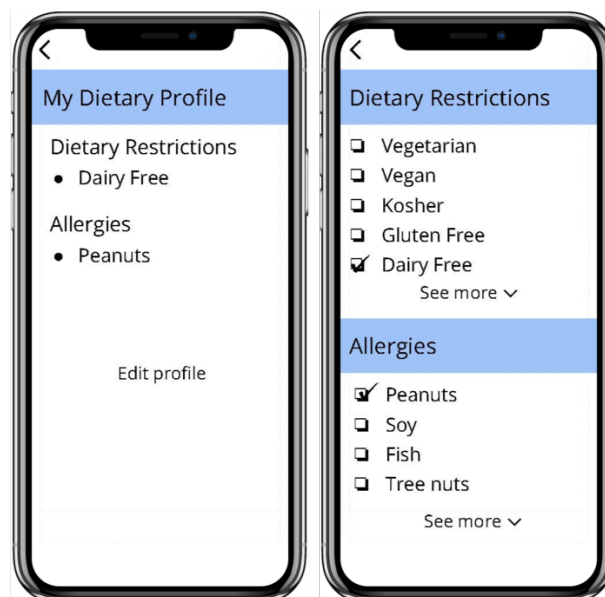 My Dietary Profile
Dietary Restrictions
Dairy Free
Allergies
Peanuts
Edit profile
Dietary Restrictions
Vegetarian
Vegan
Kosher
Gluten Free
Dairy Free
See more
Allergies
Peanuts
Soy
Fish
Tree nuts
See more